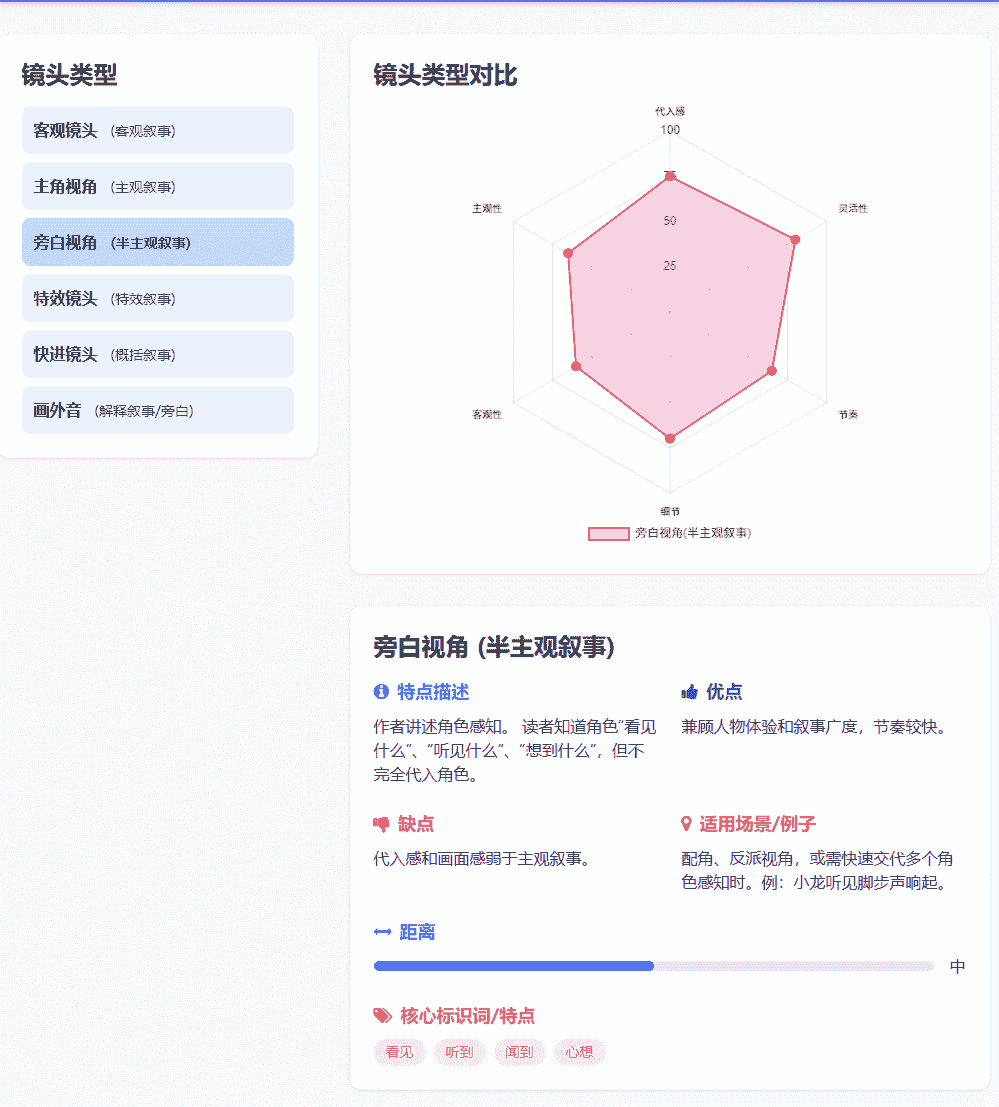 镜头类型
客观镜头 (客观叙事)
主角视角 (主观叙事)
旁白视角 (半主观叙事)
特效镜头 (特效叙事)
快进镜头 (概括叙事)
画外音 (解释叙事/旁白)
镜头类型对比
代入感
100
50
25
主观性
灵活性
客观性
节奏
细节
旁白视角(半主观叙事)
旁白视角 (半主观叙事)
特点描述
作者讲述角色感知。 读者知道角色“看见
什么”、“听见什么”、“想到什么”，但不
完全代入角色。
优点
兼顾人物体验和叙事广度，节奏较快。
缺点
代入感和画面感弱于主观叙事。
适用场景/例子
配角、反派视角，或需快速交代多个角
色感知时。例：小龙听见脚步声响起。
距离
中
核心标识词/特点
看见 听到 闻到 心想